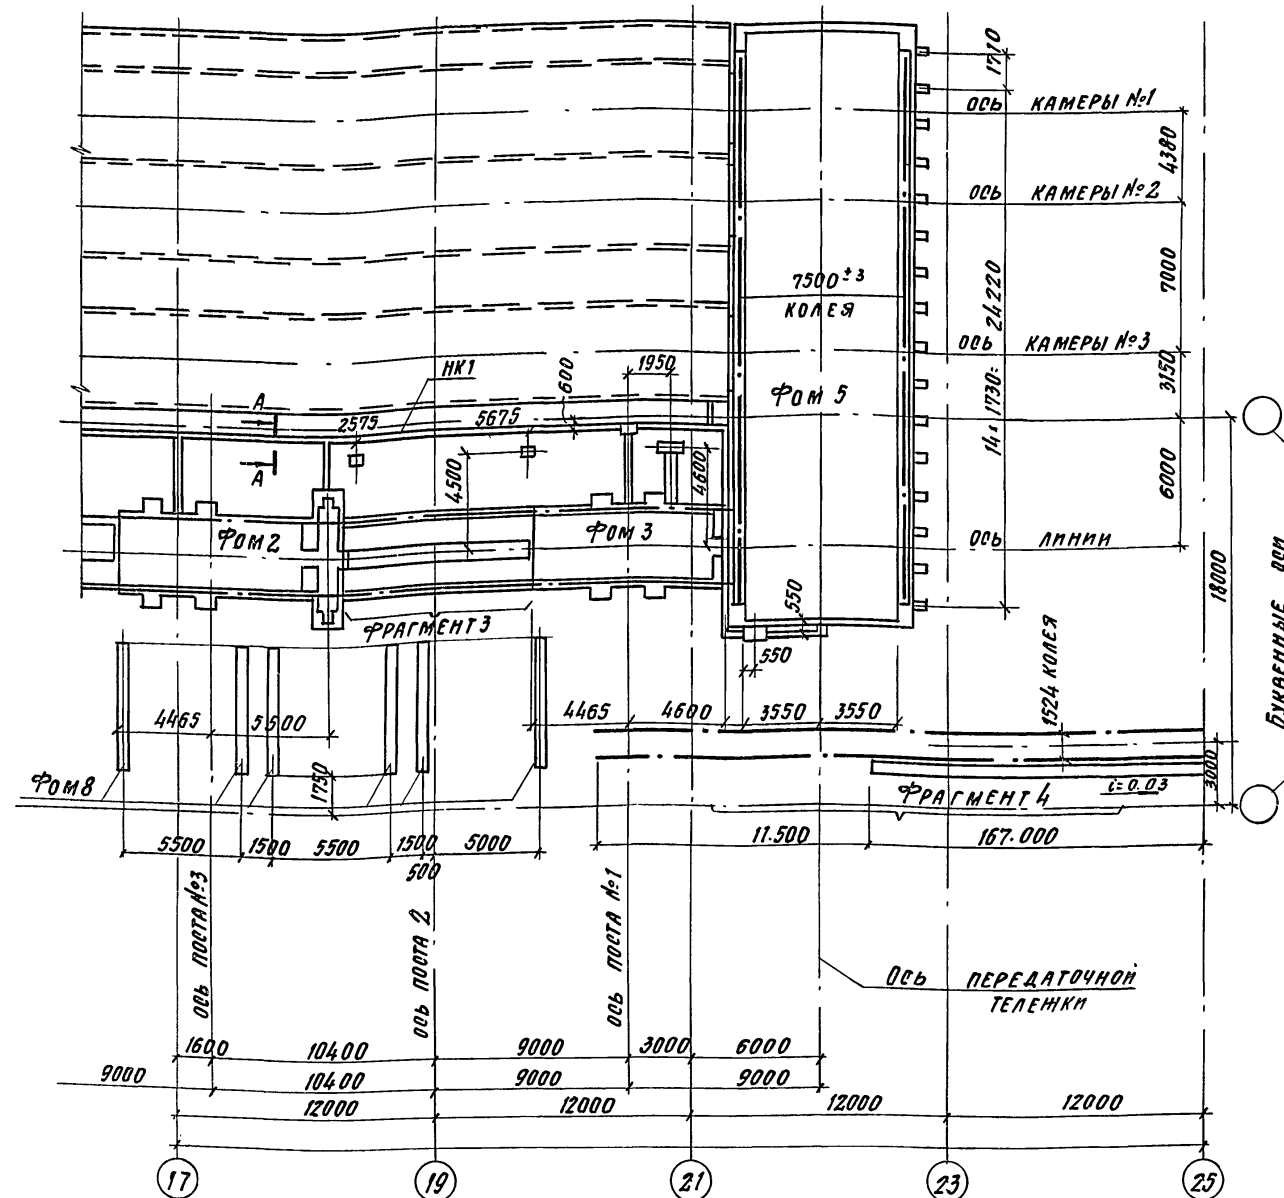 1710
ОСЬ КАМЕРЫ №1
4380
ОСЬ КАМЕРЫ №2
7000
7500±3
КОЛЕЯ
14х1730=24220
ОСЬ КАМЕРЫ №3
3150
НК1
600
1950
А
2575
5675
Фом 5
А
4500
4600
6000
Фом 2
Фом 3
ОСЬ ЛИНИИ
18000
550
ФРАГМЕНТ 3
550
1524 КОЛЕЯ
БУКВЕННЫЕ ОСИ
4465
5500
4465
4600
3550
3550
3000
Фом 8
1750
ФРАГМЕНТ 4
i=0.03
5500
1500
5500
1500
500
5000
11.500
167.000
ОСЬ ПОСТА №3
ОСЬ ПОСТА 2
ОСЬ ПОСТА №1
ОСЬ ПЕРЕДАТОЧНОЙ
ТЕЛЕЖКИ
1600
10400
9000
3000
6000
9000
10400
9000
9000
12000
12000
12000
12000
17
19
21
23
25